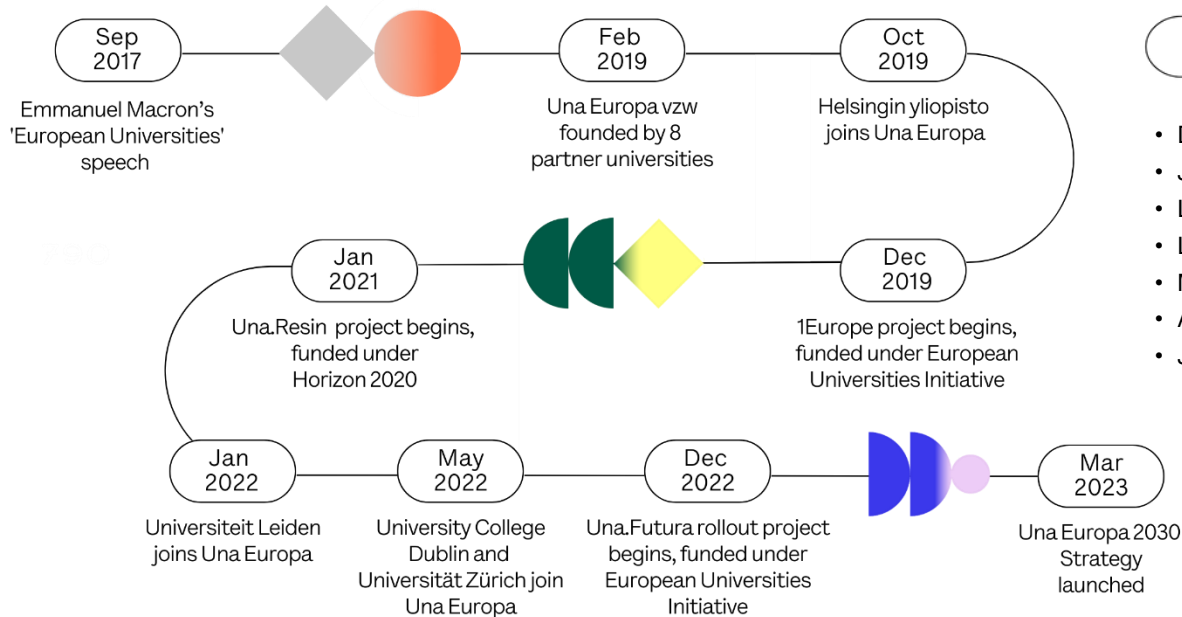 Sep
2017
Emmanuel Macron's
'European Universities'
speech
Feb
2019
Una Europa vzw
founded by 8
partner universities
Oct
2019
Helsingin yliopisto
joins Una Europa
Dec
2019
1Europe project begins,
funded under European
Universities Initiative
Jan
2021
Una.Resin project begins,
funded under
Horizon 2020
Jan
2022
Universiteit Leiden
joins Una Europa
May
2022
University College
Dublin and
Universität Zürich join
Una Europa
Dec
2022
Una.Futura rollout project
begins, funded under
European Universities
Initiative
Mar
2023
Una Europa 2030
Strategy
launched